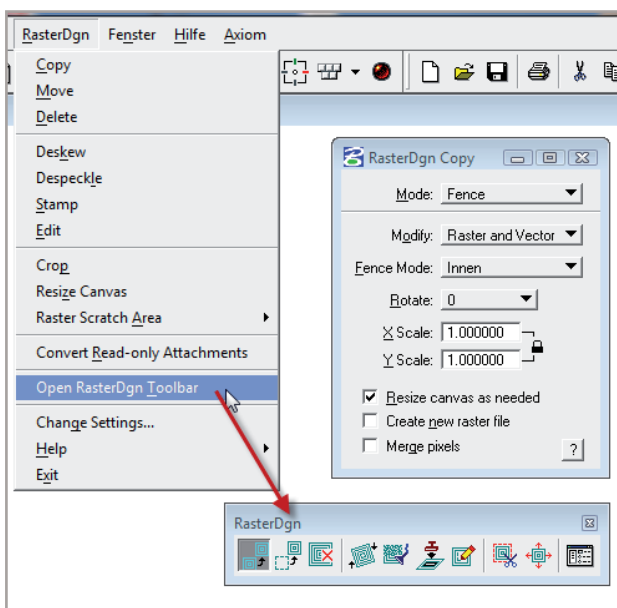 RasterDgn Fenster Hilfe Axiom
Copy
Move
Delete
Deskew
Despeckle
Stamp
Edit
Crop
Resize Canvas
Raster Scratch Area
Convert Read-only Attachments
Open RasterDgn Toolbar
Change Settings...
Help
Exit
RasterDgn Copy
Mode: Fence
Modify: Raster and Vector
Fence Mode: Innen
Rotate: 0
X Scale: 1.000000
Y Scale: 1.000000
Resize canvas as needed
Create new raster file
Merge pixels
?
RasterDgn